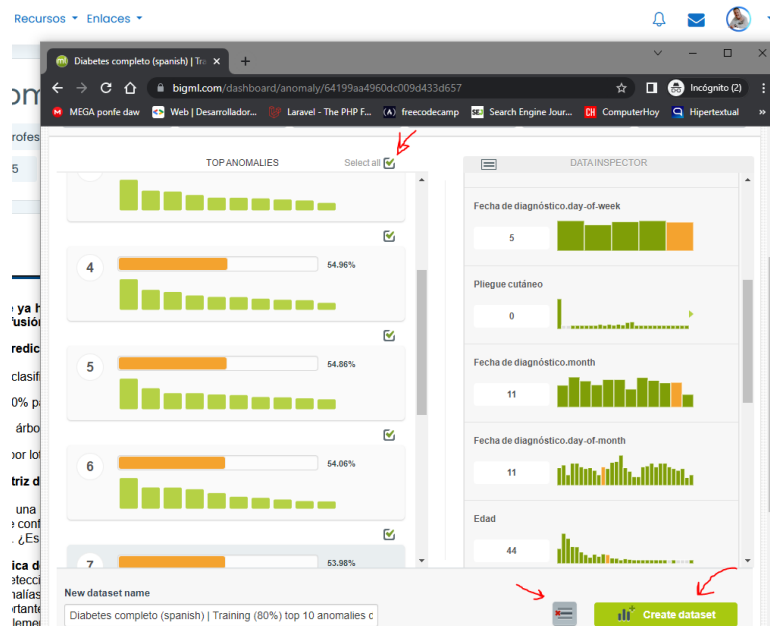 Recursos Enlaces
Diabetes completo (spanish) | Tra
bigml.com/dashboard/anomaly/64199aa4960dc009d433d657
Incógnito (2)
MEGA ponfe daw
Web | Desarrollador...
Laravel - The PHP F...
freecodecamp
Search Engine Jour...
ComputerHoy
Hipertextual
»
TOP ANOMALIES
Select all
4
54.96%
5
54.86%
6
54.06%
7
53.98%
DATA INSPECTOR
Fecha de diagnóstico.day-of-week
5
Pliegue cutáneo
0
Fecha de diagnóstico.month
11
Fecha de diagnóstico.day-of-month
11
Edad
44
New dataset name
Diabetes completo (spanish) | Training (80%) top 10 anomalies
Create dataset